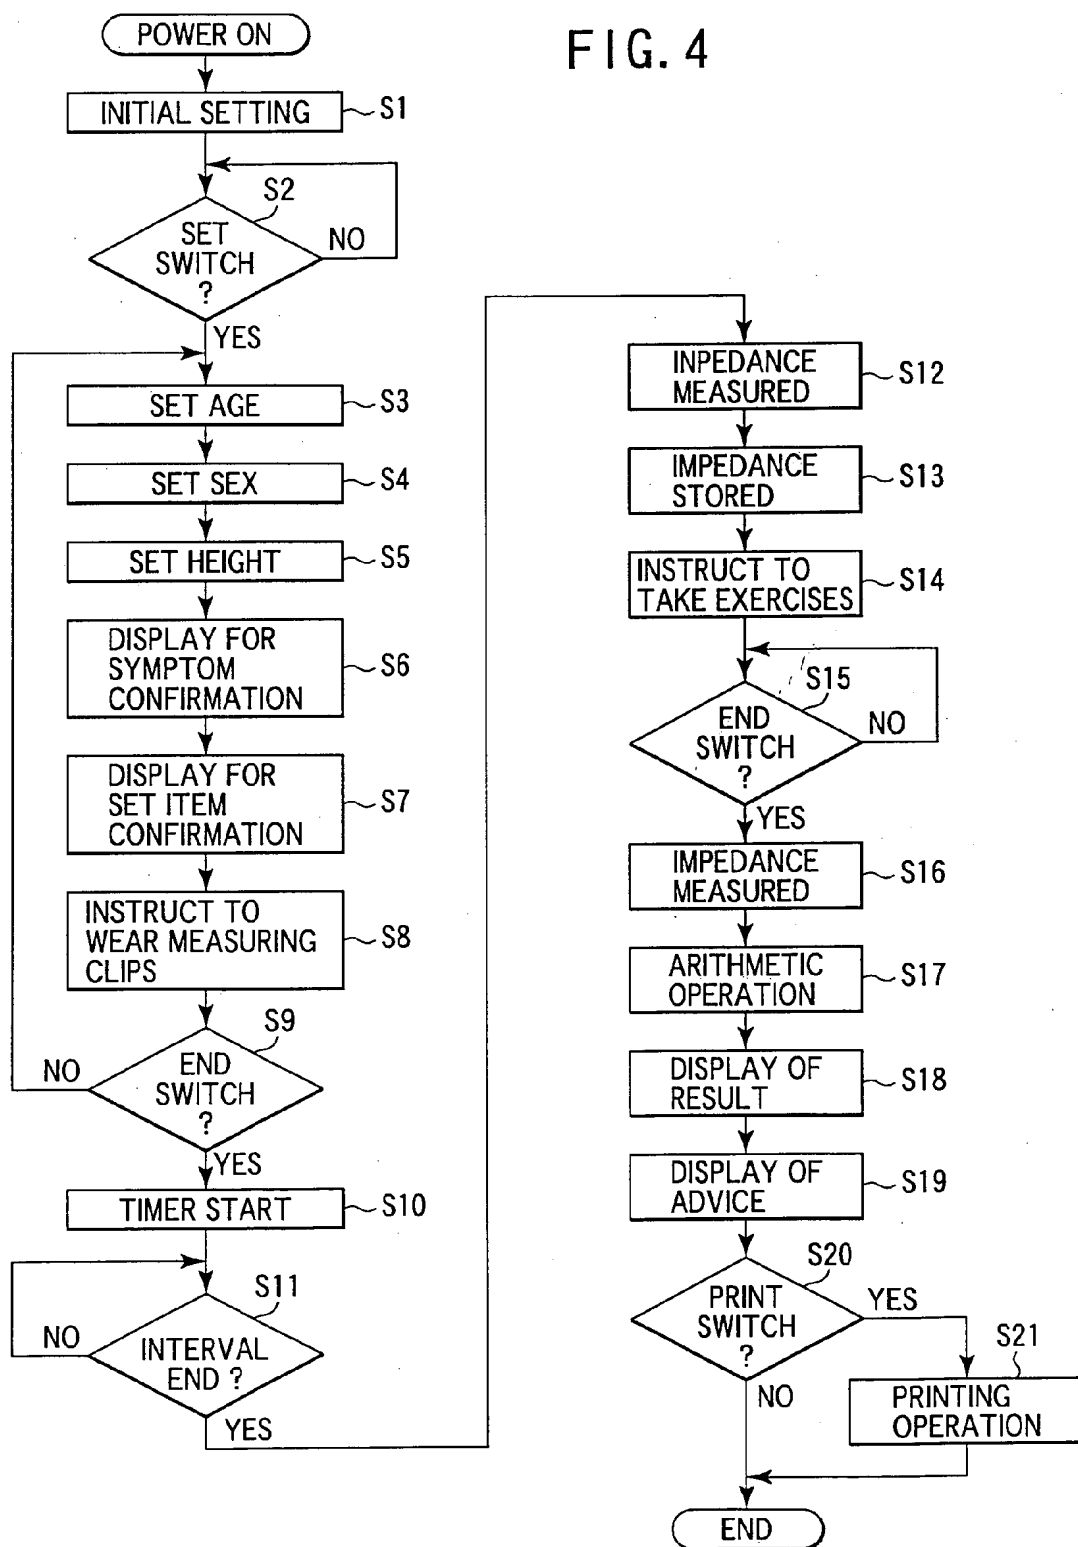 FIG. 4
POWER ON
INITIAL SETTING
S1
S2
SET
SWITCH
?
NO
YES
SET AGE
S3
SET SEX
S4
SET HEIGHT
S5
DISPLAY FOR
SYMPTOM
CONFIRMATION
S6
DISPLAY FOR
SET ITEM
CONFIRMATION
S7
INSTRUCT TO
WEAR MEASURING
CLIPS
S8
S9
END
SWITCH
?
NO
YES
TIMER START
S10
S11
INTERVAL
END ?
NO
YES
INPEDANCE
MEASURED
S12
IMPEDANCE
STORED
S13
INSTRUCT TO
TAKE EXERCISES
S14
S15
END
SWITCH
?
NO
YES
IMPEDANCE
MEASURED
S16
ARITHMETIC
OPERATION
S17
DISPLAY OF
RESULT
S18
DISPLAY OF
ADVICE
S19
S20
PRINT
SWITCH
?
YES
NO
S21
PRINTING
OPERATION
END